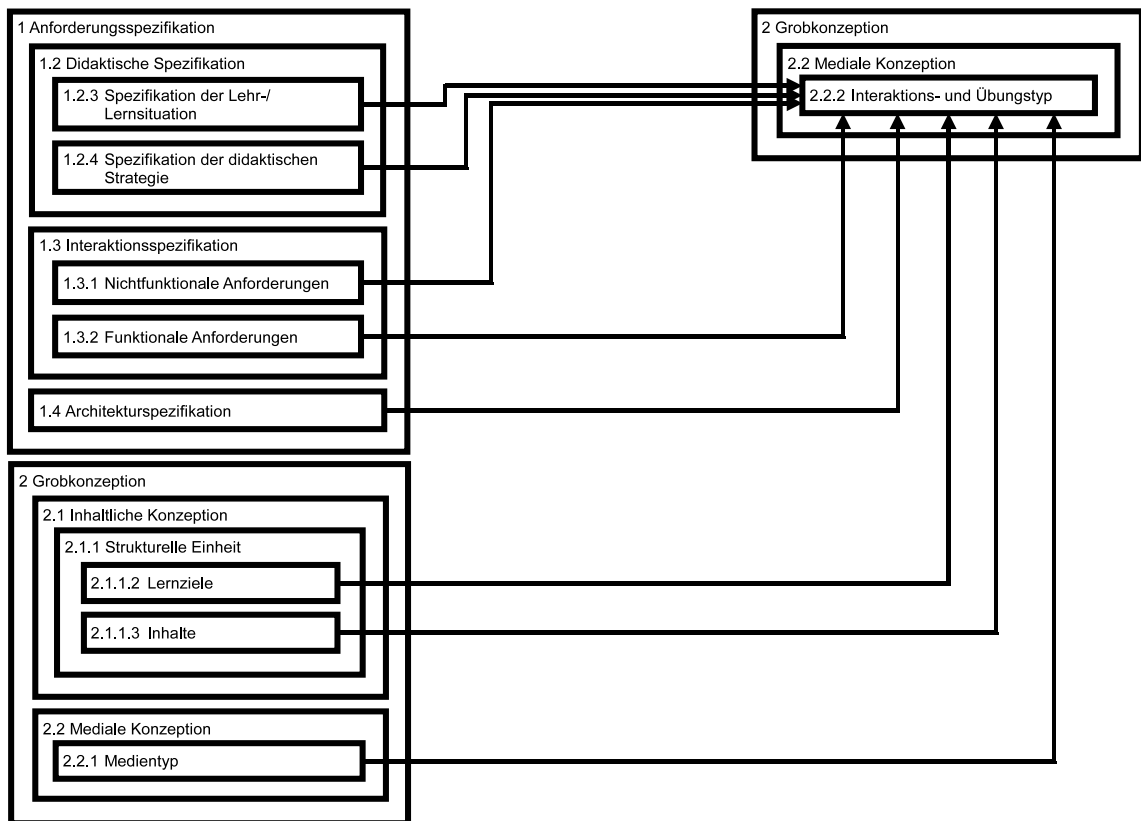 1 Anforderungsspezifikation
1.2 Didaktische Spezifikation
1.2.3 Spezifikation der Lehr-/
Lernsituation
1.2.4 Spezifikation der didaktischen
Strategie
1.3 Interaktionsspezifikation
1.3.1 Nichtfunktionale Anforderungen
1.3.2 Funktionale Anforderungen
1.4 Architekturspezifikation
2 Grobkonzeption
2.1 Inhaltliche Konzeption
2.1.1 Strukturelle Einheit
2.1.1.2 Lernziele
2.1.1.3 Inhalte
2.2 Mediale Konzeption
2.2.1 Medientyp
2 Grobkonzeption
2.2 Mediale Konzeption
2.2.2 Interaktions- und Übungstyp